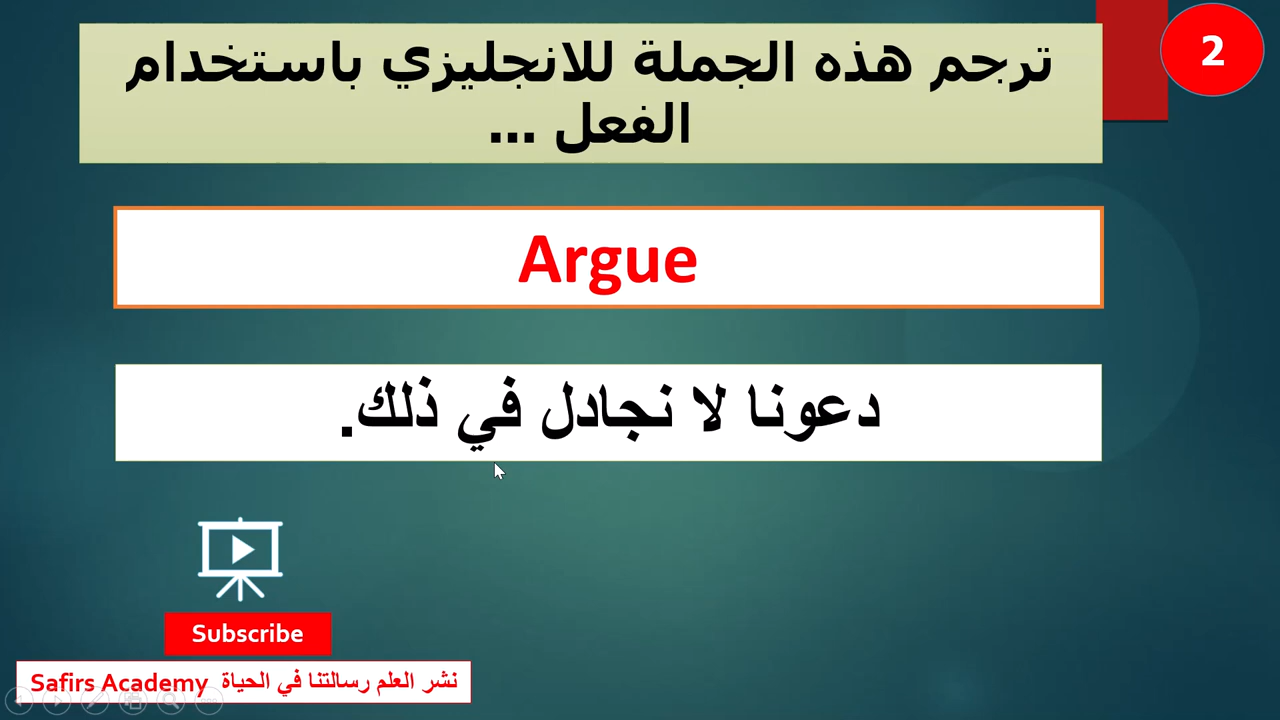 2
ترجم هذه الجملة للانجليزي باستخدام
الفعل ...
Argue
دعونا لا نجادل في ذلك.
Subscribe
Safirs Academy نشر العلم رسالتنا في الحياة